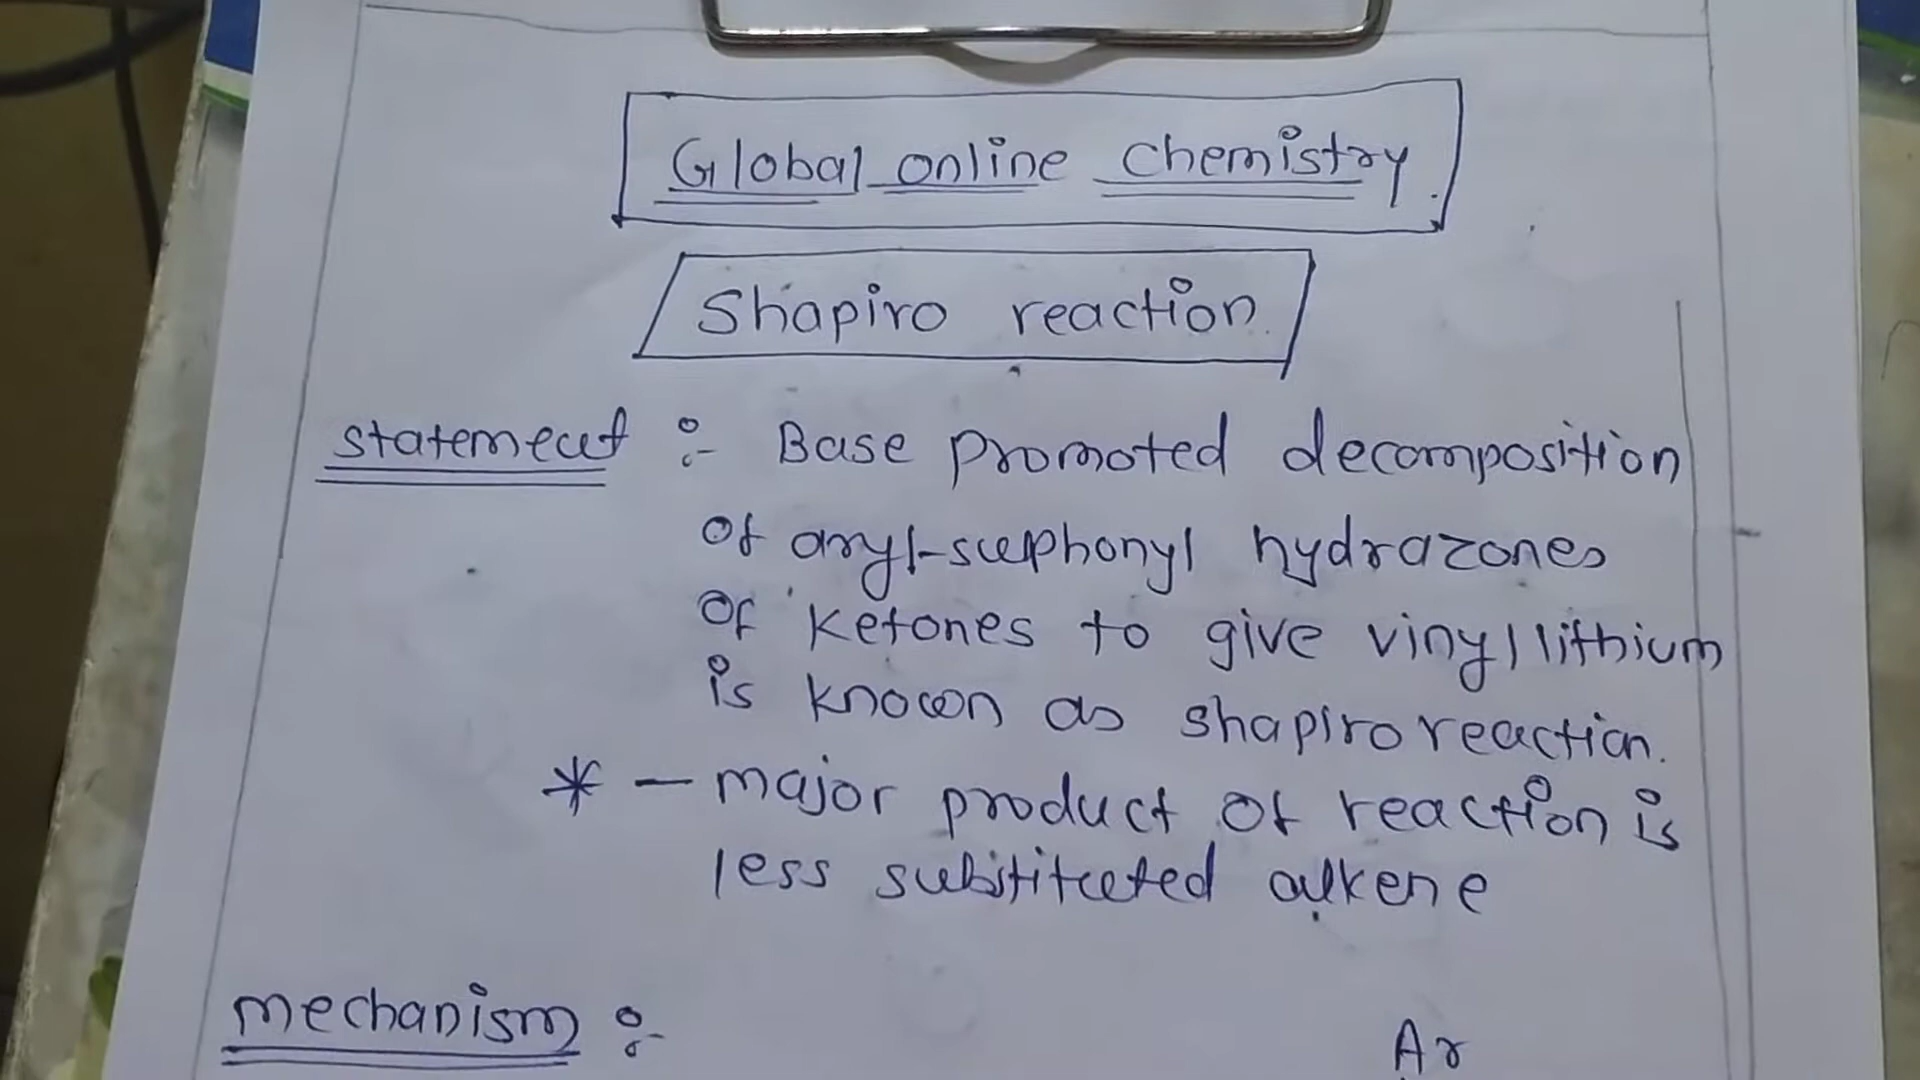 Global online chemistry.
Shapiro reaction.
statement :- Base promoted decomposition
of aryl-sulphonyl hydrazones
of ketones to give vinyllithium
is known as shapiro reaction.
* - major product of reaction is
less subititeted alkene
mechanism :-
Ar